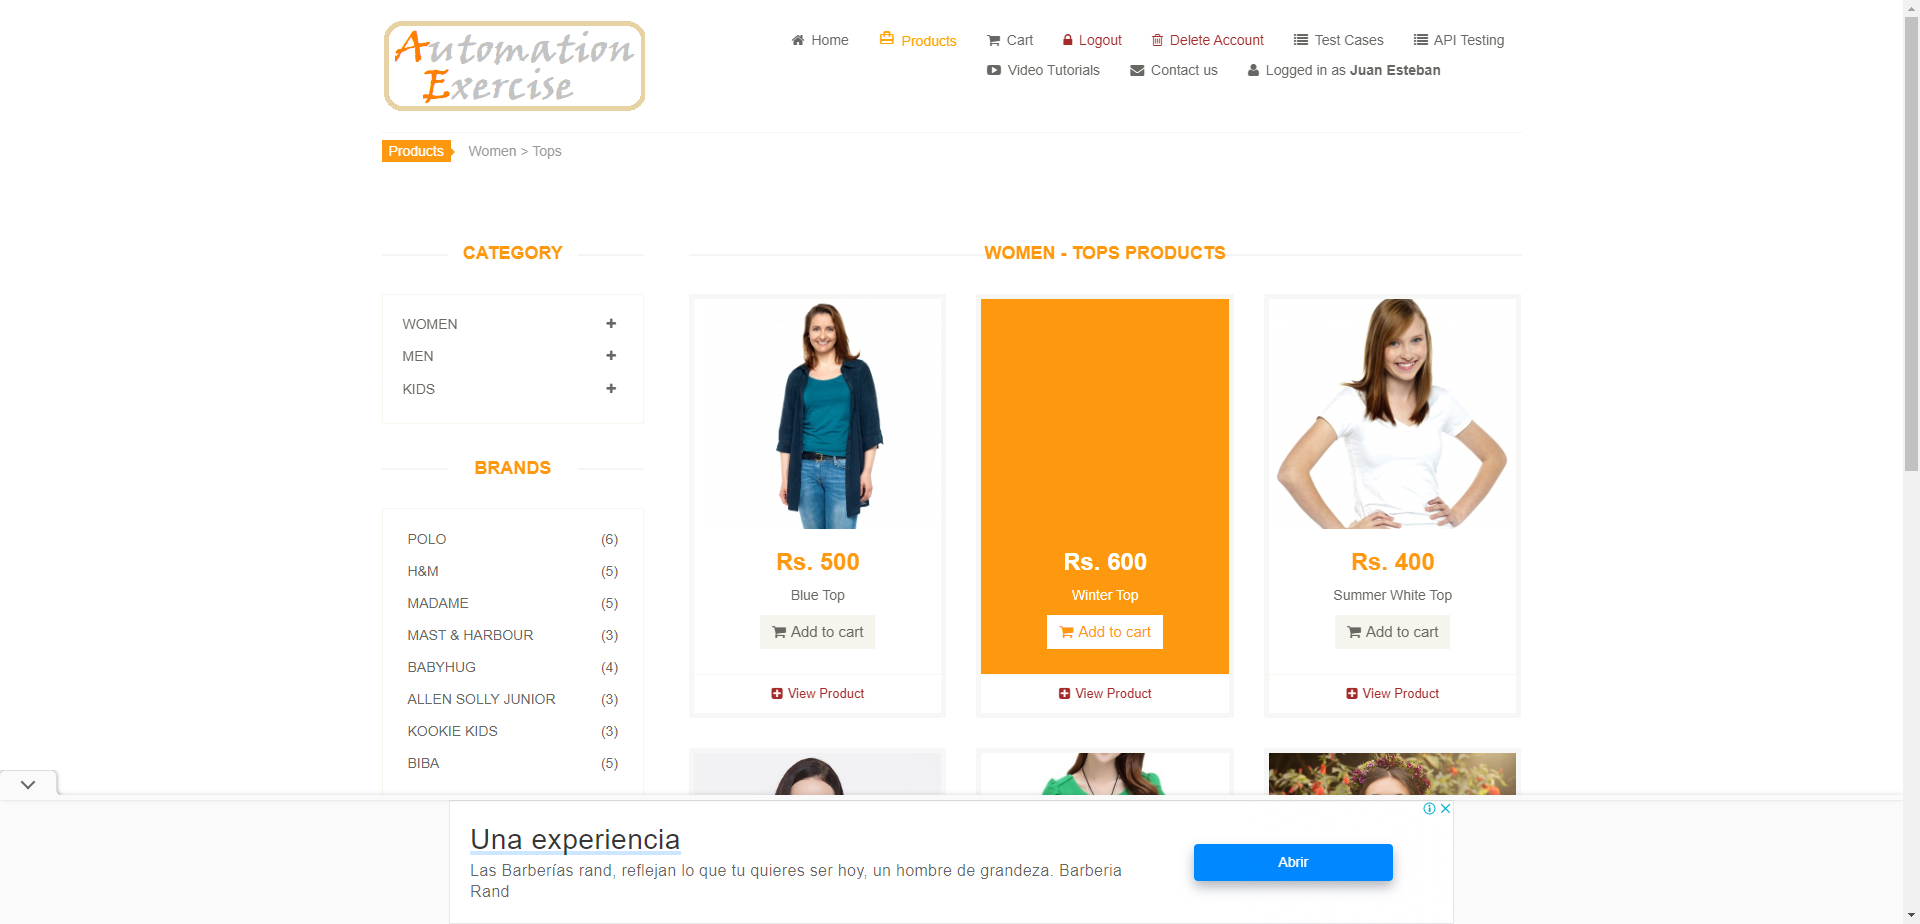 Automation
Exercise
Home
Products
Cart
Logout
Delete Account
Test Cases
API Testing
Video Tutorials
Contact us
Logged in as Juan Esteban
Products
Women > Tops
CATEGORY
WOMEN
MEN
KIDS
BRANDS
POLO (6)
H&M (5)
MADAME (5)
MAST & HARBOUR (3)
BABYHUG (4)
ALLEN SOLLY JUNIOR (3)
KOOKIE KIDS (3)
BIBA (5)
WOMEN - TOPS PRODUCTS
Rs. 500
Blue Top
Add to cart
View Product
Rs. 600
Winter Top
Add to cart
View Product
Rs. 400
Summer White Top
Add to cart
View Product
Una experiencia
Las Barberías rand, reflejan lo que tu quieres ser hoy, un hombre de grandeza. Barberia
Rand
Abrir